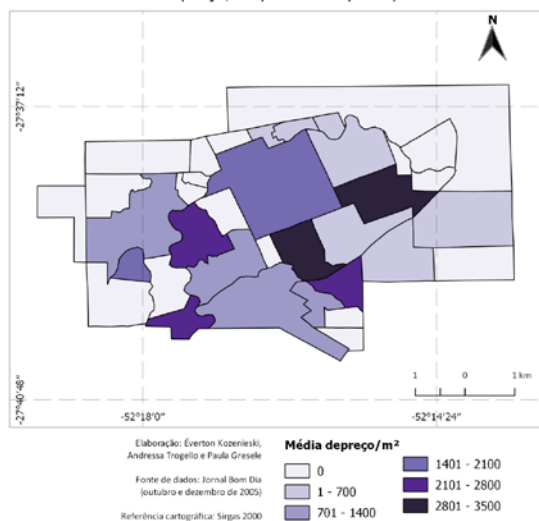 N
-27°37'12"
-27°40'48"
1 0 1 km
-52°18'0" -52°14'24"
Elaboração: Éverton Kozenieski,
Andressa Trogello e Paula Gresele
Fonte de dados: Jornal Bom Dia
(outubro e dezembro de 2005)
Referência cartográfica: Sirgas 2000
Média depreço/m²
0
1 - 700
701 - 1400
1401 - 2100
2101 - 2800
2801 - 3500